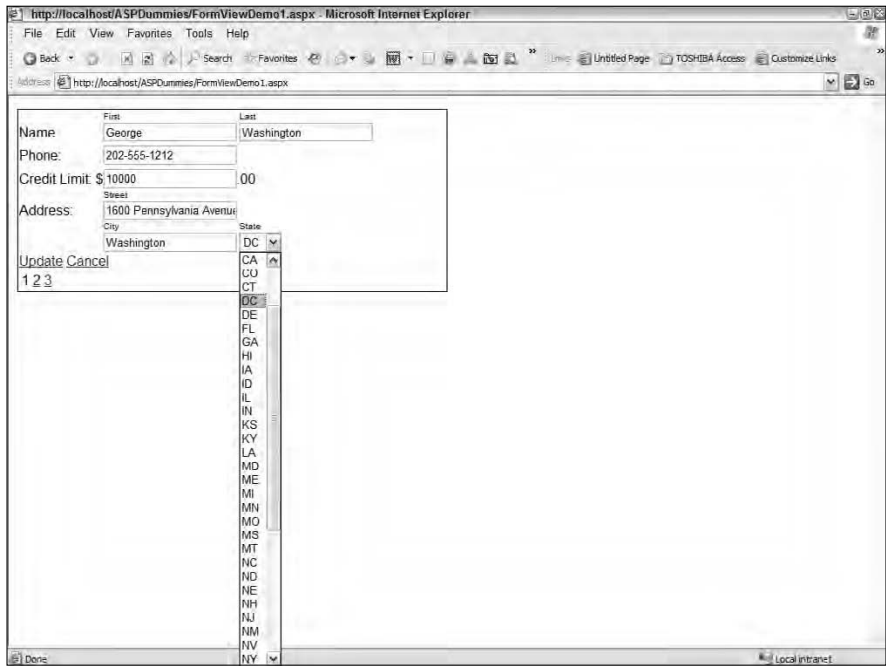 http://localhost/ASPDummies/FormViewDemo1.aspx - Microsoft Internet Explorer
File Edit View Favorites Tools Help
Back Search Favorites » Links Untitled Page TOSHIBA Access Customize Links »
Address http://localhost/ASPDummies/FormViewDemo1.aspx Go
First Last
Name George Washington
Phone: 202-555-1212
Credit Limit: $ 10000 .00
Street
Address: 1600 Pennsylvania Avenue
City State
Washington DC
Update Cancel
1 2 3
CA
CO
CT
DC
DE
FL
GA
HI
IA
ID
IL
IN
KS
KY
LA
MD
ME
MI
MN
MO
MS
MT
NC
ND
NE
NH
NJ
NM
NV
NY
Done Local intranet